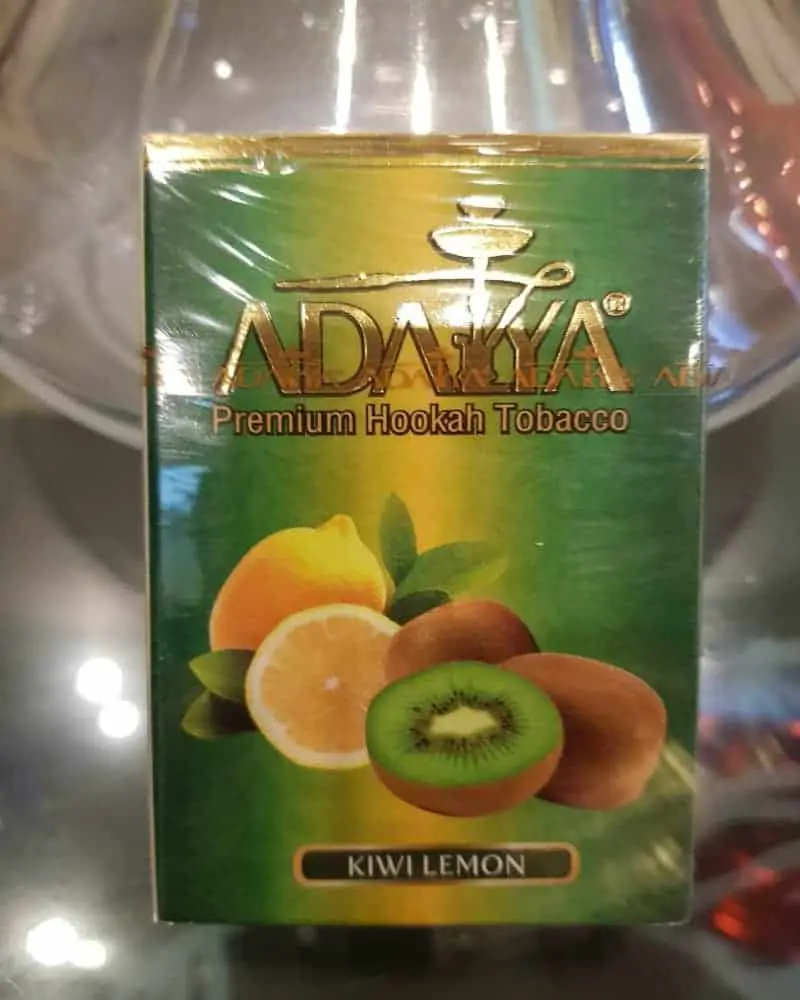 ADALYA®
Premium Hookah Tobacco
KIWI LEMON